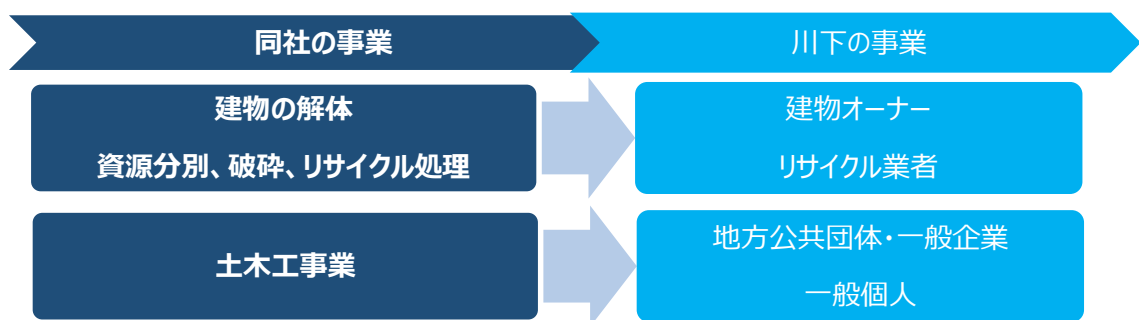 同社の事業
川下の事業
建物の解体
資源分別、破砕、リサイクル処理
建物オーナー
リサイクル業者
土木工事業
地方公共団体・一般企業
一般個人